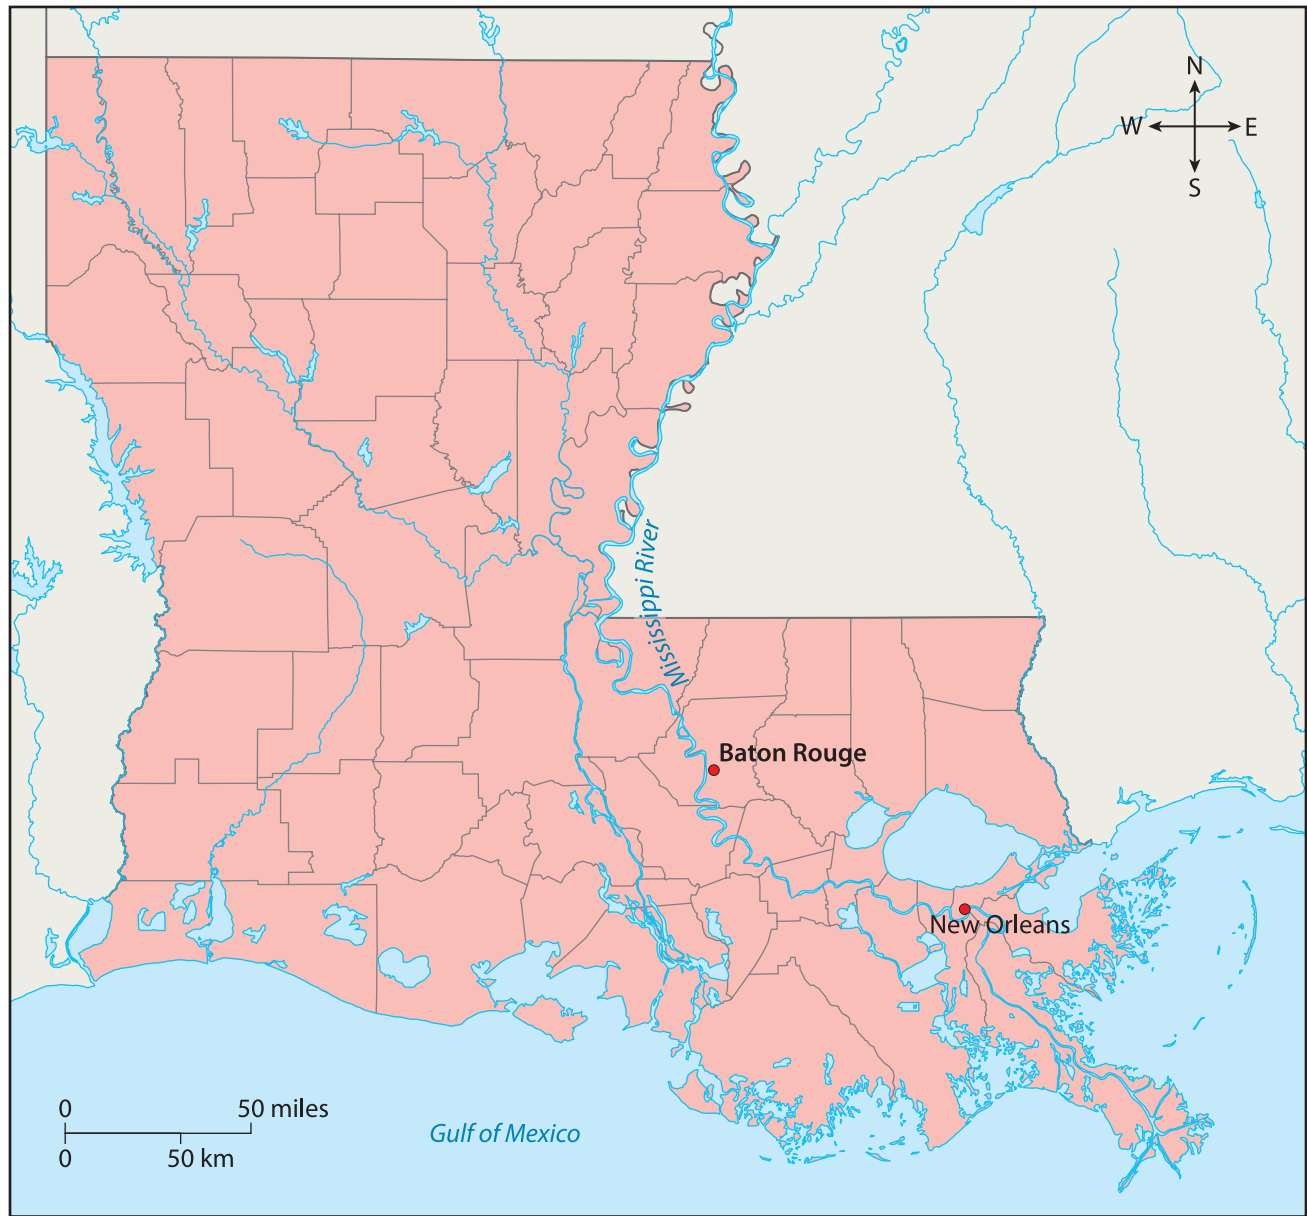 N
W E
S
Mississippi River
Baton Rouge
New Orleans
0 50 miles
0 50 km
Gulf of Mexico